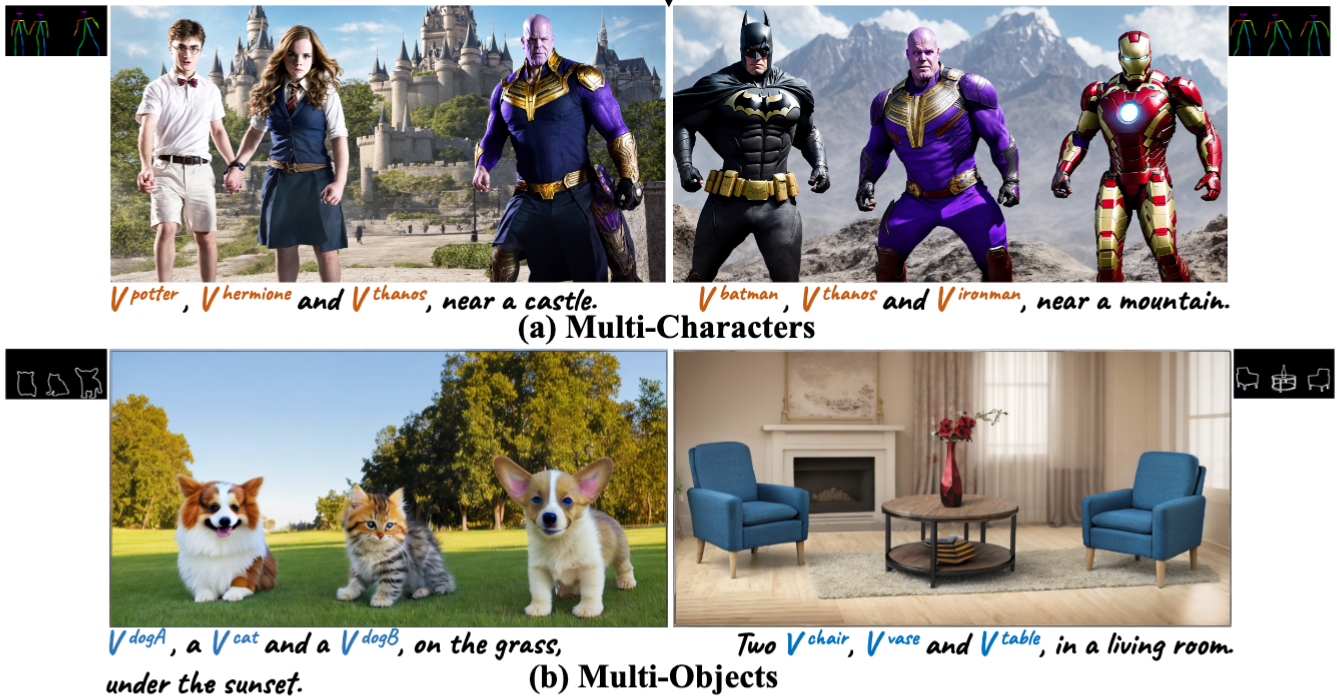 V potter, V hermione and V thanos, near a castle.
V batman, V thanos and V ironman, near a mountain.
(a) Multi-Characters
V dogA, a V cat and a V dogB, on the grass,
under the sunset.
Two V chair, V vase and V table, in a living room.
(b) Multi-Objects